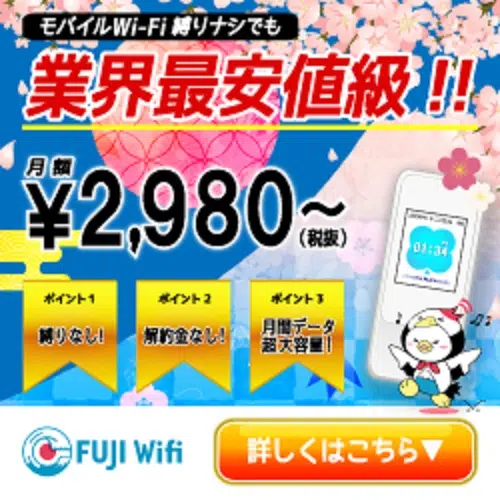 モバイルWi-Fi 縛りナシでも
業界最安値級!!
月額
¥2,980~
(税抜)
ポイント1
縛りなし!
ポイント2
解約金なし!
ポイント3
月間データ
超大容量!
01:34
FUJI Wifi
詳しくはこちら▼